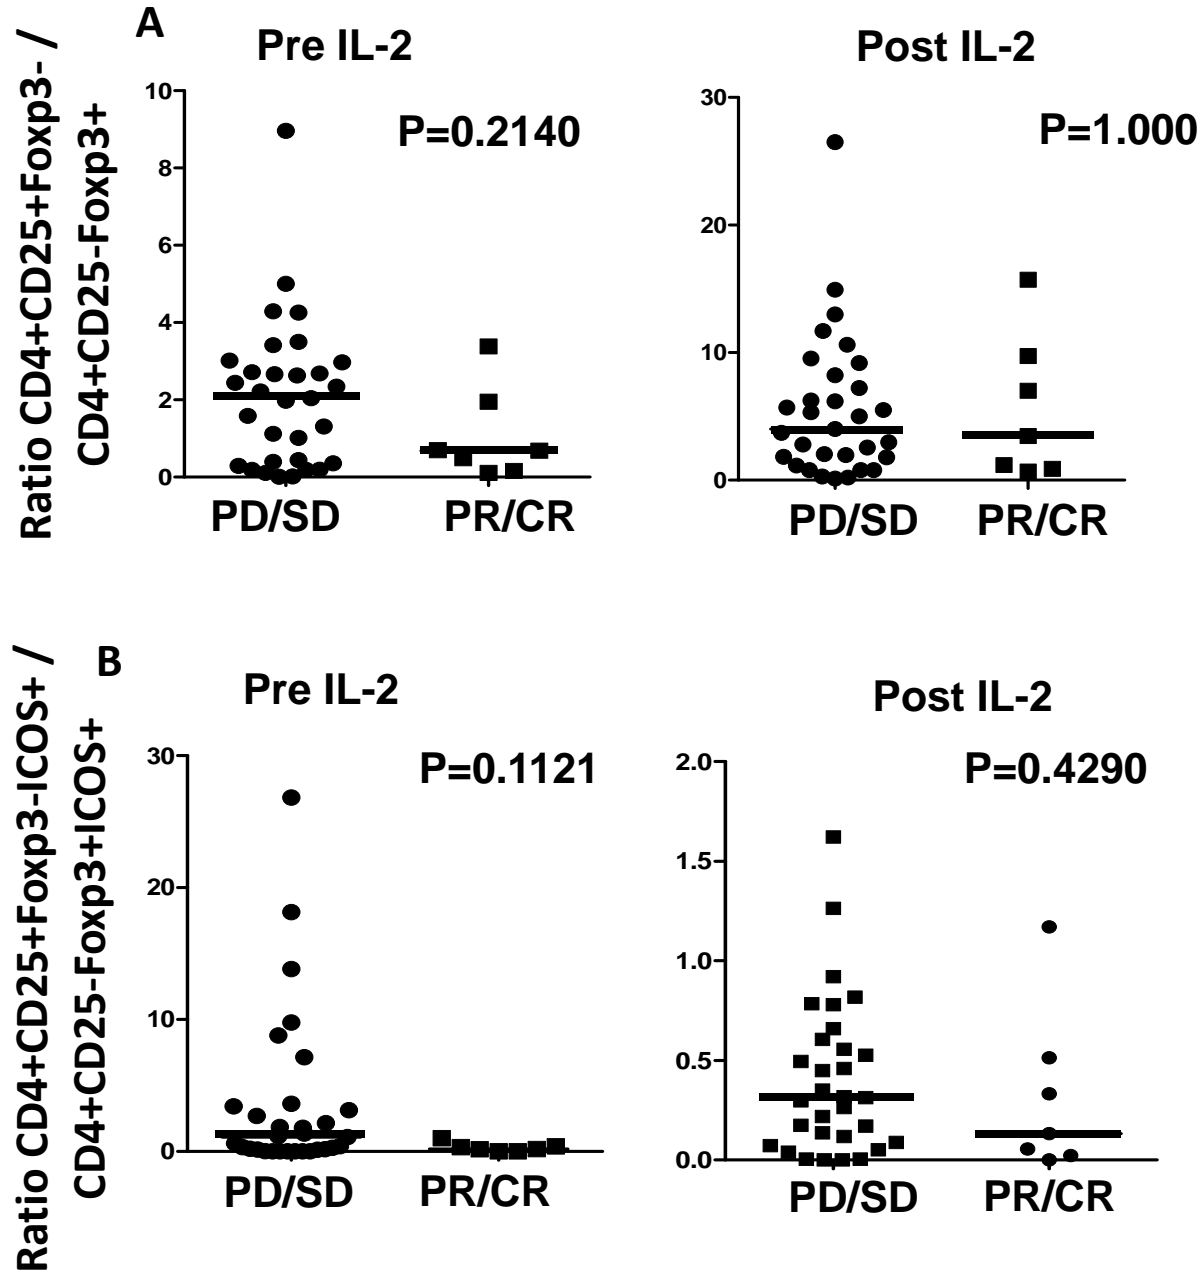 A
Ratio CD4+CD25+Foxp3- /
CD4+CD25-Foxp3+
Pre IL-2
P=0.2140
10
8
6
4
2
0
PD/SD PR/CR
Post IL-2
P=1.000
30
20
10
0
PD/SD PR/CR
B
Ratio CD4+CD25+Foxp3-ICOS+ /
CD4+CD25-Foxp3+ICOS+
Pre IL-2
P=0.1121
30
20
10
0
PD/SD PR/CR
Post IL-2
P=0.4290
2.0
1.5
1.0
0.5
0.0
PD/SD PR/CR